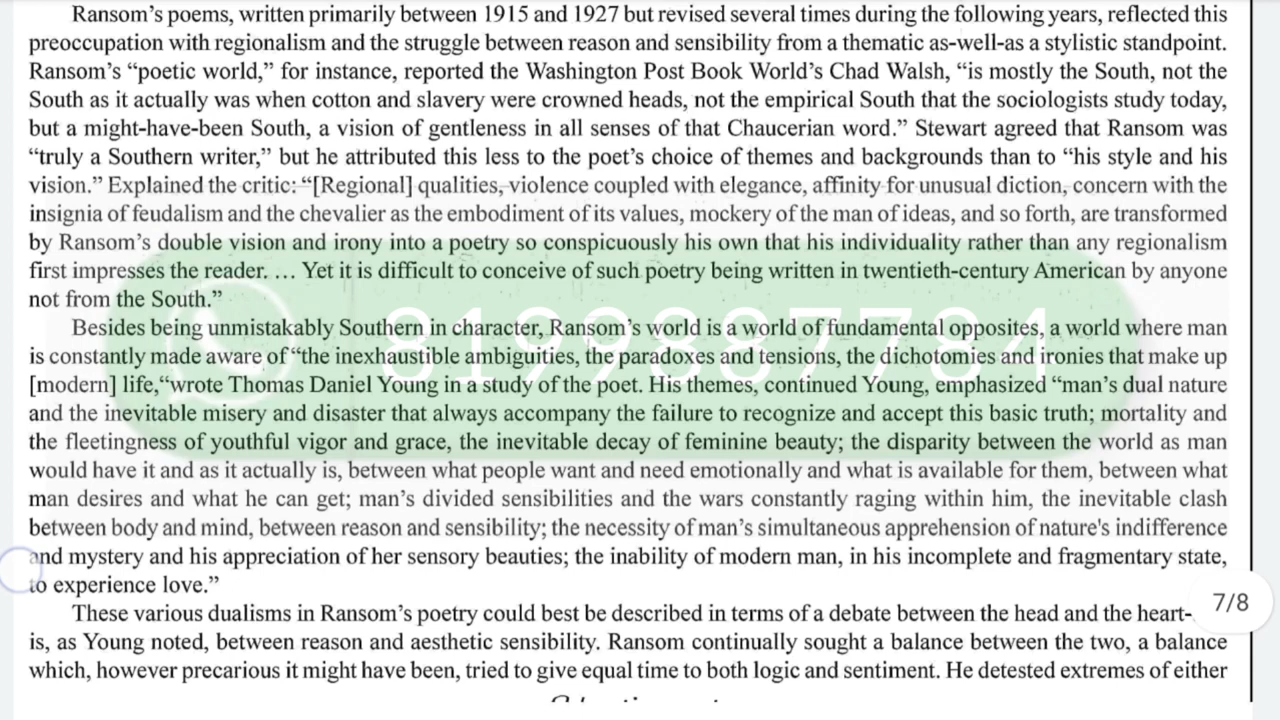 Ransom’s poems, written primarily between 1915 and 1927 but revised several times during the following years, reflected this
preoccupation with regionalism and the struggle between reason and sensibility from a thematic as-well-as a stylistic standpoint.
Ransom’s “poetic world,” for instance, reported the Washington Post Book World’s Chad Walsh, “is mostly the South, not the
South as it actually was when cotton and slavery were crowned heads, not the empirical South that the sociologists study today,
but a might-have-been South, a vision of gentleness in all senses of that Chaucerian word.” Stewart agreed that Ransom was
“truly a Southern writer,” but he attributed this less to the poet’s choice of themes and backgrounds than to “his style and his
vision.” Explained the critic: “[Regional] qualities, violence coupled with elegance, affinity for unusual diction, concern with the
insignia of feudalism and the chevalier as the embodiment of its values, mockery of the man of ideas, and so forth, are transformed
by Ransom’s double vision and irony into a poetry so conspicuously his own that his individuality rather than any regionalism
first impresses the reader. … Yet it is difficult to conceive of such poetry being written in twentieth-century American by anyone
not from the South.”
Besides being unmistakably Southern in character, Ransom’s world is a world of fundamental opposites, a world where man
is constantly made aware of “the inexhaustible ambiguities, the paradoxes and tensions, the dichotomies and ironies that make up
[modern] life,“wrote Thomas Daniel Young in a study of the poet. His themes, continued Young, emphasized “man’s dual nature
and the inevitable misery and disaster that always accompany the failure to recognize and accept this basic truth; mortality and
the fleetingness of youthful vigor and grace, the inevitable decay of feminine beauty; the disparity between the world as man
would have it and as it actually is, between what people want and need emotionally and what is available for them, between what
man desires and what he can get; man’s divided sensibilities and the wars constantly raging within him, the inevitable clash
between body and mind, between reason and sensibility; the necessity of man’s simultaneous apprehension of nature's indifference
and mystery and his appreciation of her sensory beauties; the inability of modern man, in his incomplete and fragmentary state,
to experience love.”
These various dualisms in Ransom’s poetry could best be described in terms of a debate between the head and the heart-
is, as Young noted, between reason and aesthetic sensibility. Ransom continually sought a balance between the two, a balance
which, however precarious it might have been, tried to give equal time to both logic and sentiment. He detested extremes of either
8199887784
7/8